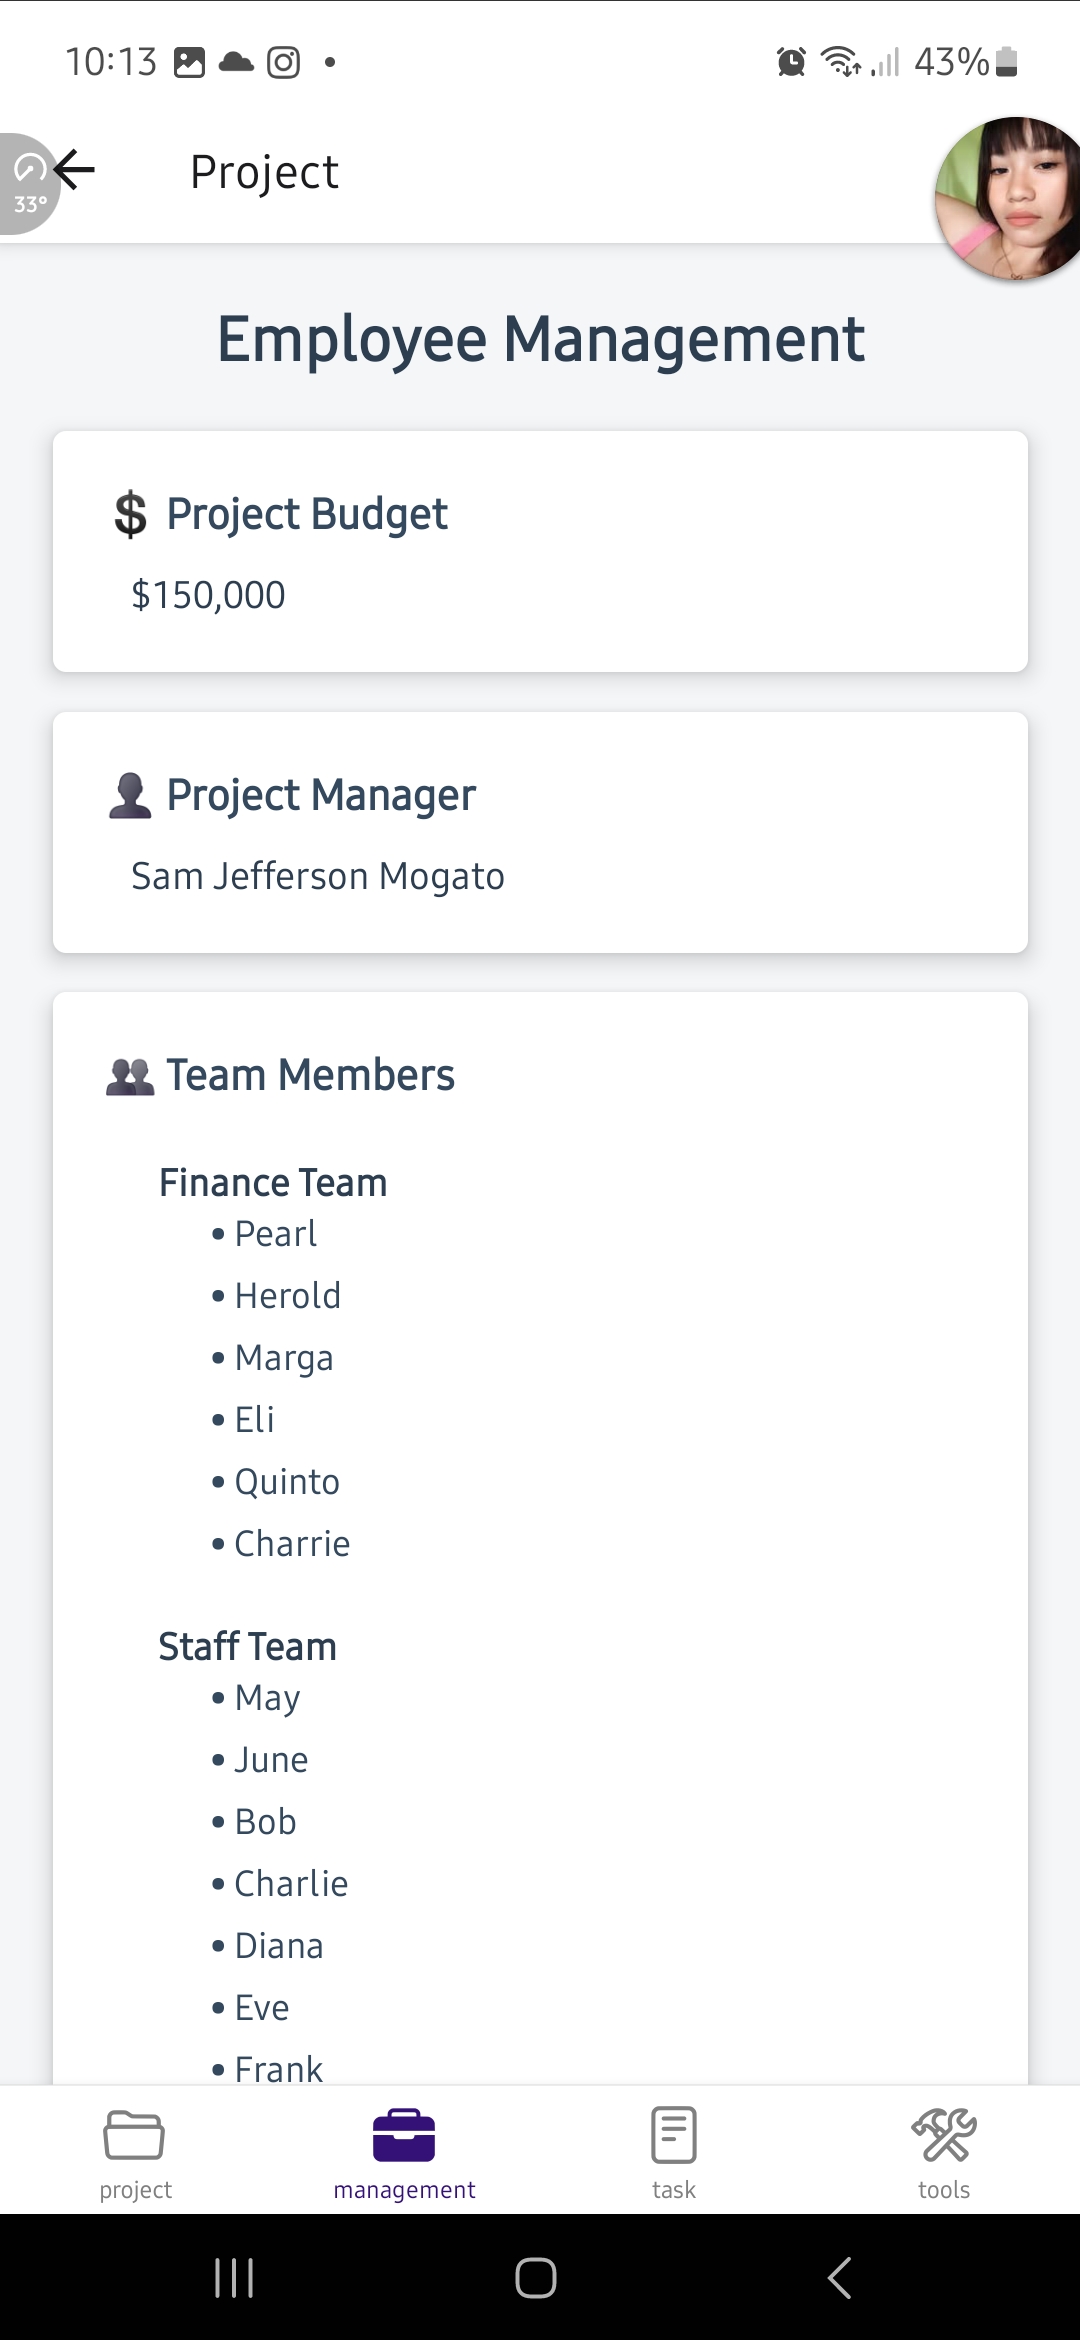 10:13
43%
33°
Project
Employee Management
$ Project Budget
$150,000
Project Manager
Sam Jefferson Mogato
Team Members
Finance Team
• Pearl
• Herold
• Marga
• Eli
• Quinto
• Charrie
Staff Team
• May
• June
• Bob
• Charlie
• Diana
• Eve
• Frank
project
management
task
tools